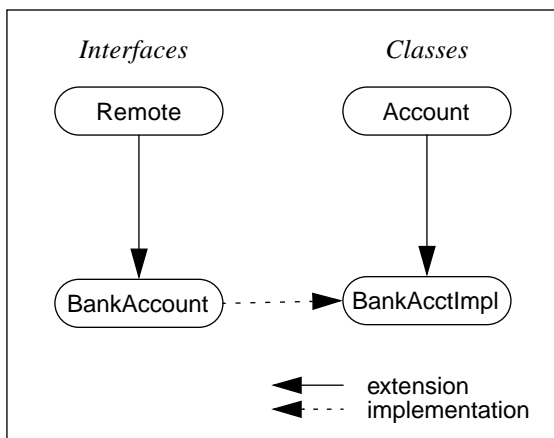 Interfaces Classes
Remote Account
BankAccount BankAcctImpl
extension
implementation